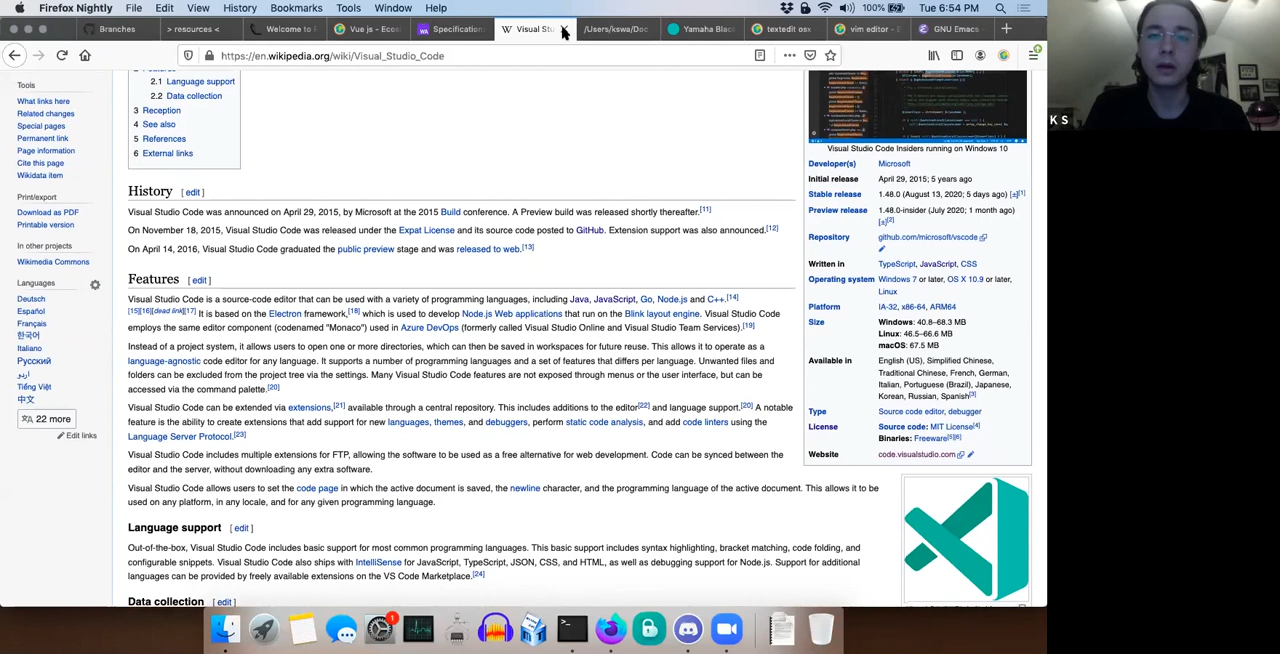 Firefox Nightly File Edit View History Bookmarks Tools Window Help 100% Tue 6:54 PM
Branches > resources < Welcome to k Vue js - Ecos Specification Visual Stu /Users/kswa/Doc Yamaha Blac textedit osx vim editor - E GNU Emacs -
https://en.wikipedia.org/wiki/Visual_Studio_Code
K S
Tools
What links here
Related changes
Special pages
Permanent link
Page information
Cite this page
Wikidata item
Print/export
Download as PDF
Printable version
In other projects
Wikimedia Commons
Languages
Deutsch
Español
Français
한국어
Italiano
Русский
اردو
Tiếng Việt
中文
22 more
Edit links
2.1 Language support
2.2 Data collection
3 Reception
4 See also
5 References
6 External links
History [ edit ]
Visual Studio Code was announced on April 29, 2015, by Microsoft at the 2015 Build conference. A Preview build was released shortly thereafter.[11]
On November 18, 2015, Visual Studio Code was released under the Expat License and its source code posted to GitHub. Extension support was also announced.[12]
On April 14, 2016, Visual Studio Code graduated the public preview stage and was released to web.[13]
Features [ edit ]
Visual Studio Code is a source-code editor that can be used with a variety of programming languages, including Java, JavaScript, Go, Node.js and C++.[14]
[15][16][dead link][17] It is based on the Electron framework,[18] which is used to develop Node.js Web applications that run on the Blink layout engine. Visual Studio Code
employs the same editor component (codenamed "Monaco") used in Azure DevOps (formerly called Visual Studio Online and Visual Studio Team Services).[19]
Instead of a project system, it allows users to open one or more directories, which can then be saved in workspaces for future reuse. This allows it to operate as a
language-agnostic code editor for any language. It supports a number of programming languages and a set of features that differs per language. Unwanted files and
folders can be excluded from the project tree via the settings. Many Visual Studio Code features are not exposed through menus or the user interface, but can be
accessed via the command palette.[20]
Visual Studio Code can be extended via extensions,[21] available through a central repository. This includes additions to the editor[22] and language support.[20] A notable
feature is the ability to create extensions that add support for new languages, themes, and debuggers, perform static code analysis, and add code linters using the
Language Server Protocol.[23]
Visual Studio Code includes multiple extensions for FTP, allowing the software to be used as a free alternative for web development. Code can be synced between the
editor and the server, without downloading any extra software.
Visual Studio Code allows users to set the code page in which the active document is saved, the newline character, and the programming language of the active document. This allows it to be
used on any platform, in any locale, and for any given programming language.
Language support [ edit ]
Out-of-the-box, Visual Studio Code includes basic support for most common programming languages. This basic support includes syntax highlighting, bracket matching, code folding, and
configurable snippets. Visual Studio Code also ships with IntelliSense for JavaScript, TypeScript, JSON, CSS, and HTML, as well as debugging support for Node.js. Support for additional
languages can be provided by freely available extensions on the VS Code Marketplace.[24]
Data collection [ edit ]
Visual Studio Code Insiders running on Windows 10
Developer(s) Microsoft
Initial release April 29, 2015; 5 years ago
Stable release 1.48.0 (August 13, 2020; 5 days ago) [±][1]
Preview release 1.48.0-insider (July 2020; 1 month ago)
[±][2]
Repository github.com/microsoft/vscode
Written in TypeScript, JavaScript, CSS
Operating system Windows 7 or later, OS X 10.9 or later,
Linux
Platform IA-32, x86-64, ARM64
Size Windows: 40.8–68.3 MB
Linux: 46.5–66.6 MB
macOS: 67.5 MB
Available in English (US), Simplified Chinese,
Traditional Chinese, French, German,
Italian, Portuguese (Brazil), Japanese,
Korean, Russian, Spanish[3]
Type Source code editor, debugger
License Source code: MIT License[4]
Binaries: Freeware[5][6]
Website code.visualstudio.com
1
>_